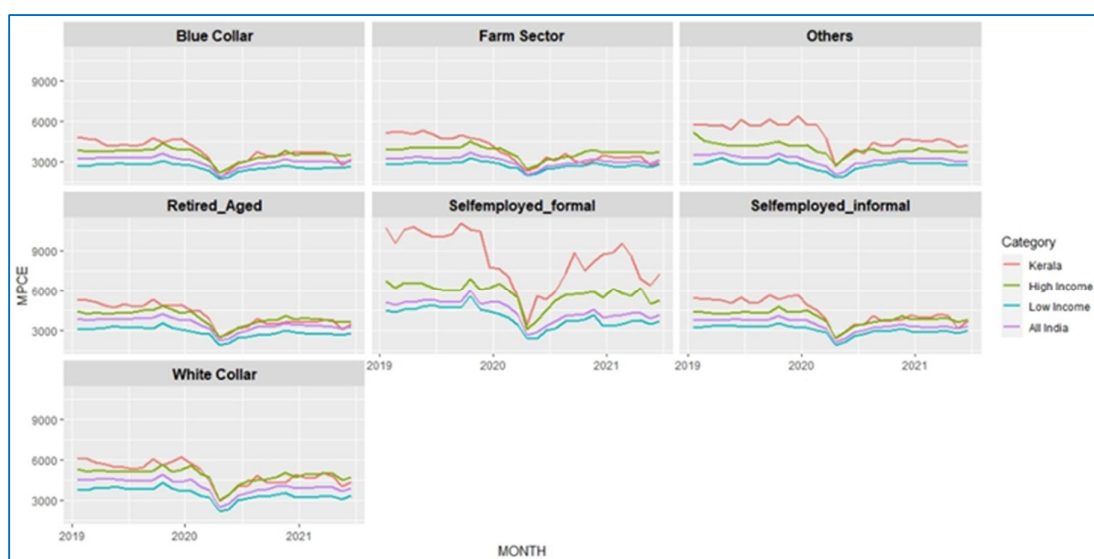 Blue Collar
Farm Sector
Others
9000
6000
3000
Retired_Aged
Selfemployed_formal
Selfemployed_informal
Category
Kerala
High Income
Low Income
All India
MPCE
9000
6000
3000
2019
2020
2021
2019
2020
2021
White Collar
9000
6000
3000
2019
2020
2021
MONTH